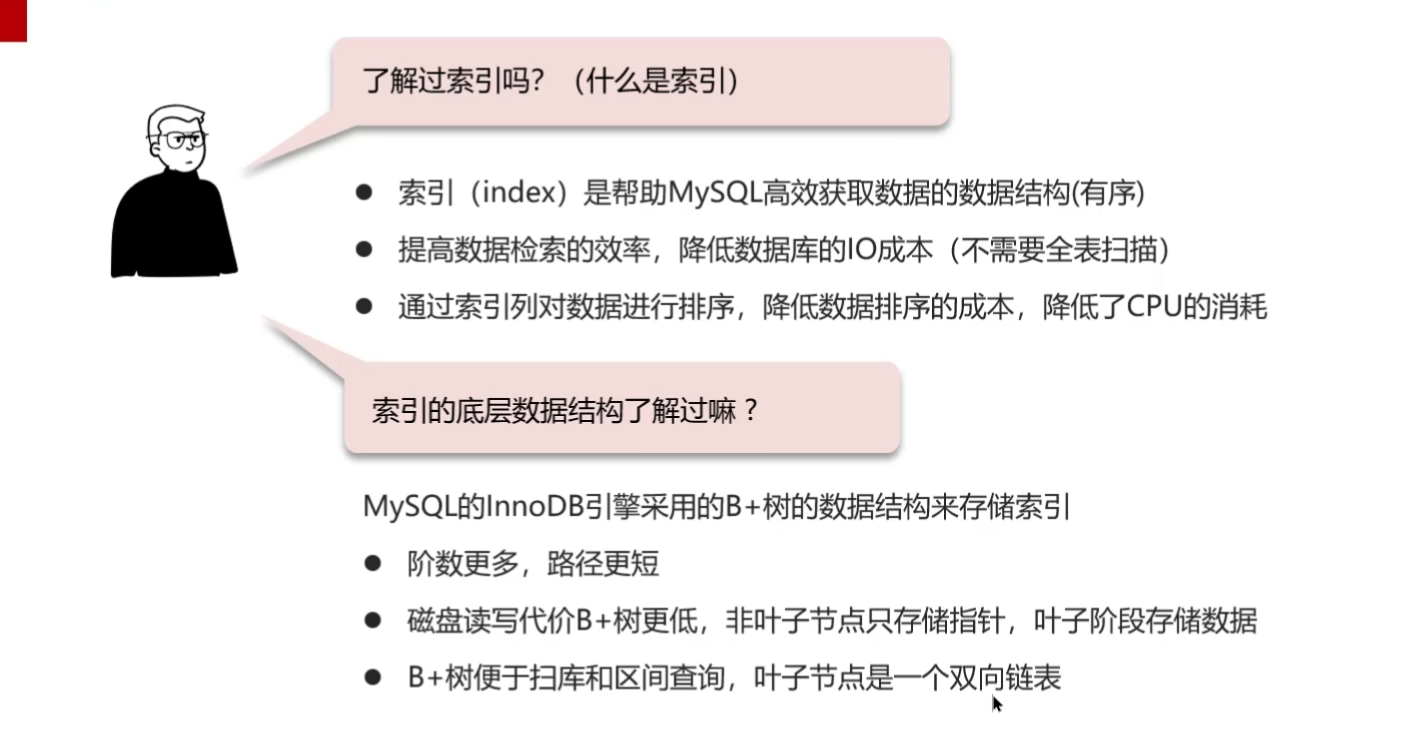 了解过索引吗？（什么是索引）
索引（index）是帮助MySQL高效获取数据的数据结构(有序)
提高数据检索的效率，降低数据库的IO成本（不需要全表扫描）
通过索引列对数据进行排序，降低数据排序的成本，降低了CPU的消耗
索引的底层数据结构了解过嘛 ?
MySQL的InnoDB引擎采用的B+树的数据结构来存储索引
阶数更多，路径更短
磁盘读写代价B+树更低，非叶子节点只存储指针，叶子阶段存储数据
B+树便于扫库和区间查询，叶子节点是一个双向链表